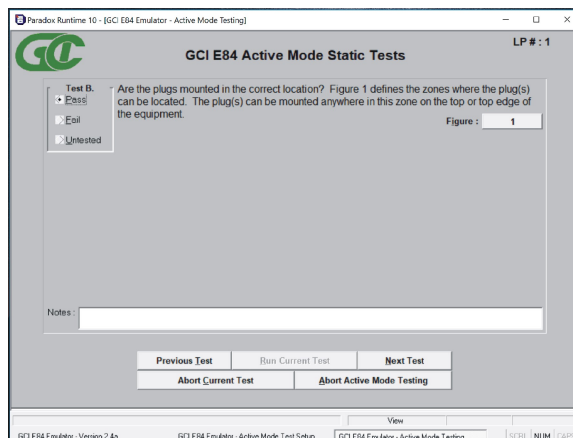 Paradox Runtime 10 - [GCI E84 Emulator - Active Mode Testing]
GCI
LP # : 1
GCI E84 Active Mode Static Tests
Test B.
Pass
Fail
Untested
Are the plugs mounted in the correct location? Figure 1 defines the zones where the plug(s)
can be located. The plug(s) can be mounted anywhere in this zone on the top or top edge of
the equipment.
Figure : 1
Notes :
Previous Test Run Current Test Next Test
Abort Current Test Abort Active Mode Testing
View
GCI E84 Emulator - Version 2.4a GCI E84 Emulator - Active Mode Test Setup GCI E84 Emulator - Active Mode Testing SCRL NUM CAPS